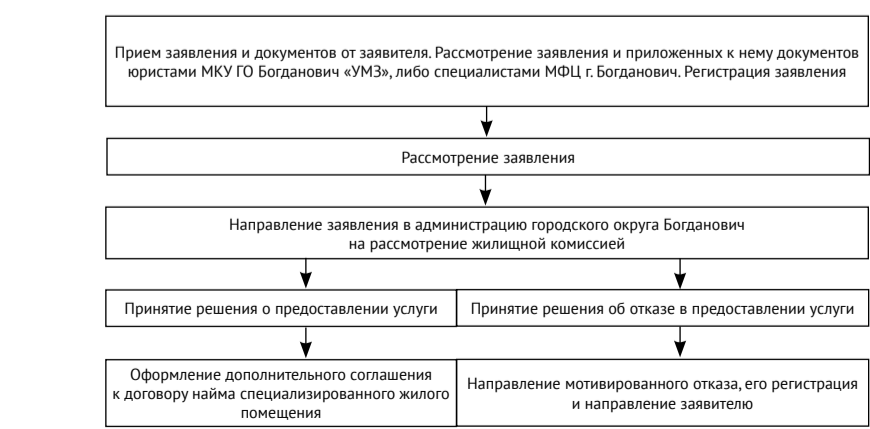 Прием заявления и документов от заявителя. Рассмотрение заявления и приложенных к нему документов
юристами МКУ ГО Богданович «УМЗ», либо специалистами МФЦ г. Богданович. Регистрация заявления
Рассмотрение заявления
Направление заявления в администрацию городского округа Богданович
на рассмотрение жилищной комиссией
Принятие решения о предоставлении услуги
Принятие решения об отказе в предоставлении услуги
Оформление дополнительного соглашения
к договору найма специализированного жилого
помещения
Направление мотивированного отказа, его регистрация
и направление заявителю